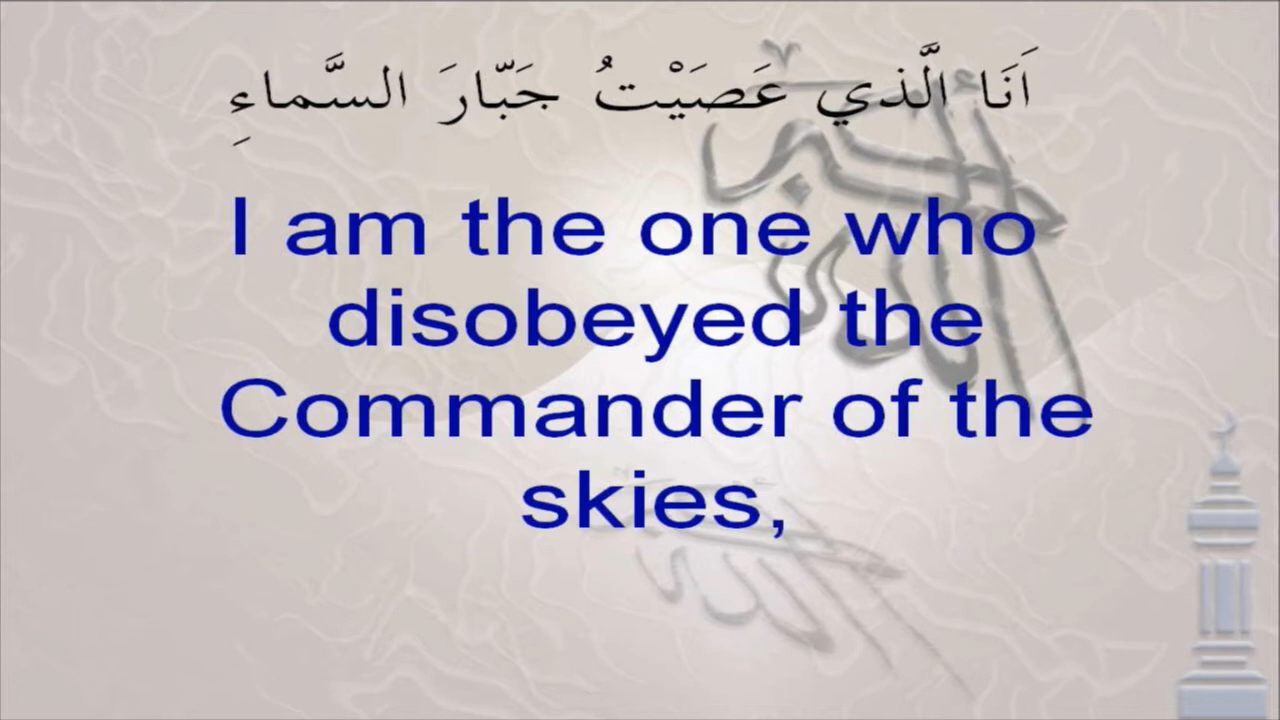 اَنَا الَّذي عَصَيْتُ جَبّارَ السَّماءِ
I am the one who
disobeyed the
Commander of the
skies,